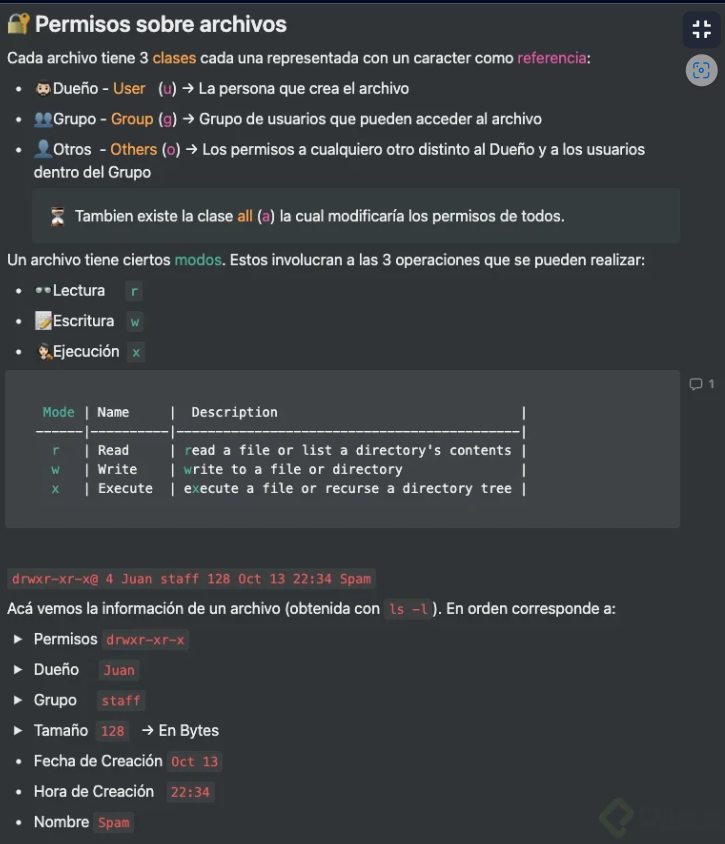 🔐 Permisos sobre archivos
Cada archivo tiene 3 clases cada una representada con un caracter como referencia:
• 🧔🏻Dueño - User (u) → La persona que crea el archivo
• 👥Grupo - Group (g) → Grupo de usuarios que pueden acceder al archivo
• 👤Otros - Others (o) → Los permisos a cualquiero otro distinto al Dueño y a los usuarios
dentro del Grupo
⏳ Tambien existe la clase all (a) la cual modificaría los permisos de todos.
Un archivo tiene ciertos modos. Estos involucran a las 3 operaciones que se pueden realizar:
• 👓Lectura r
• 📝Escritura w
• Ejecución x
1
Mode | Name | Description |
------|----------|-------------------------------------------|
r | Read | read a file or list a directory's contents |
w | Write | write to a file or directory |
x | Execute | execute a file or recurse a directory tree |
drwxr-xr-x@ 4 Juan staff 128 Oct 13 22:34 Spam
Acá vemos la información de un archivo (obtenida con ls -l). En orden corresponde a:
▶ Permisos drwxr-xr-x
▶ Dueño Juan
▶ Grupo staff
▶ Tamaño 128 → En Bytes
• Fecha de Creación Oct 13
• Hora de Creación 22:34
• Nombre Spam